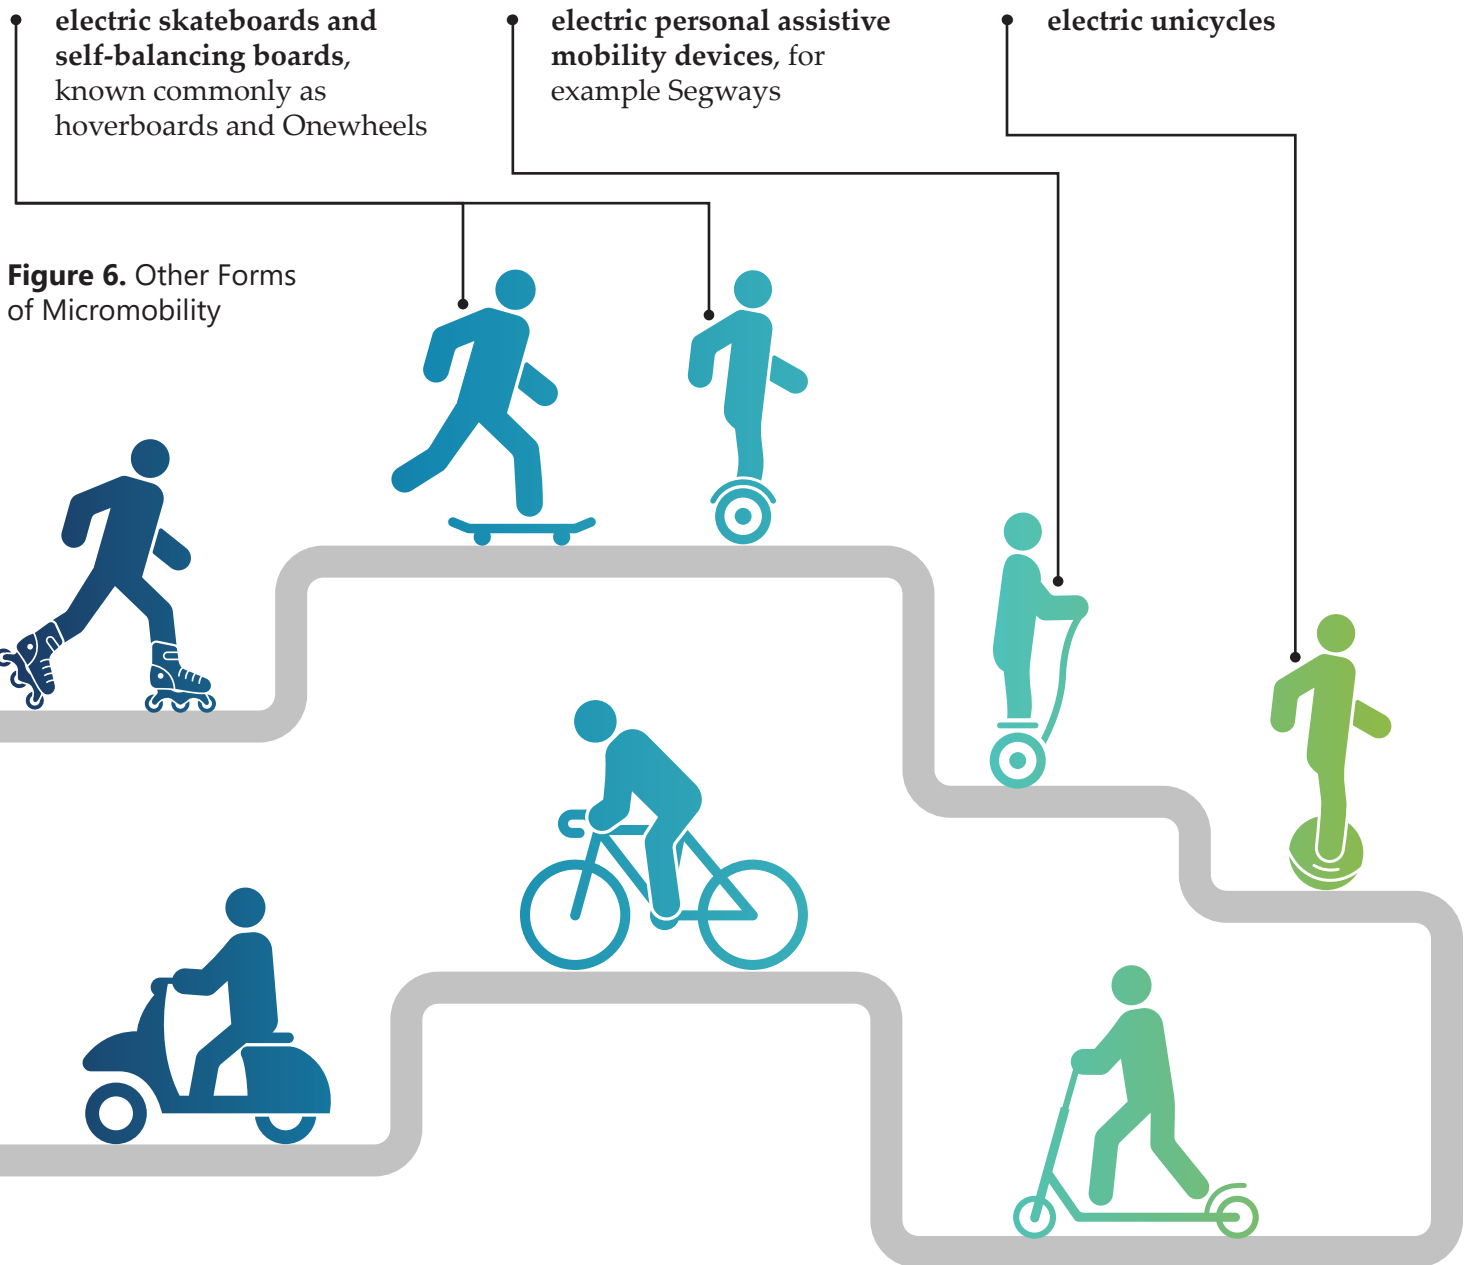 electric skateboards and
self-balancing boards,
known commonly as
hoverboards and Onewheels
electric personal assistive
mobility devices, for
example Segways
electric unicycles
Figure 6. Other Forms
of Micromobility